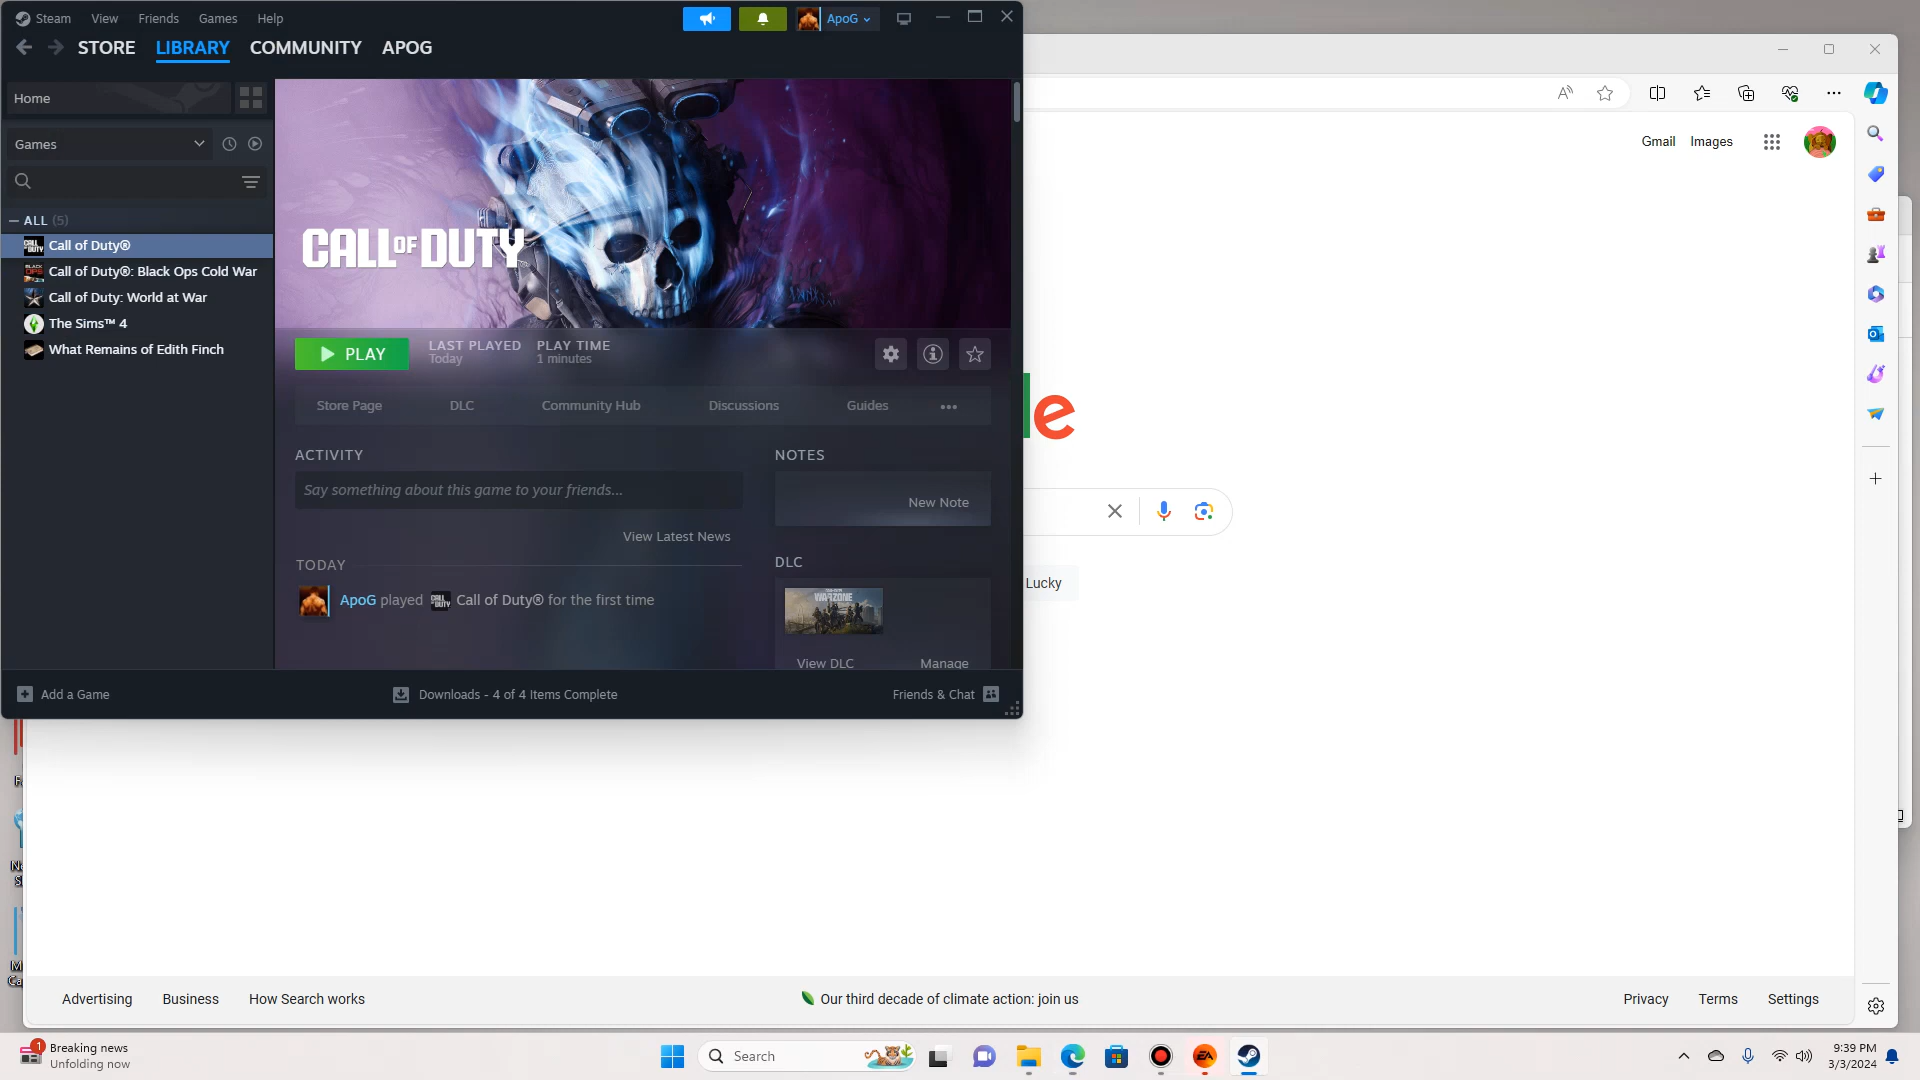 Steam View Friends Games Help
ApoG
STORE LIBRARY COMMUNITY APOG
Home
Games
ALL (5)
Call of Duty®
Call of Duty®: Black Ops Cold War
Call of Duty: World at War
The Sims™ 4
What Remains of Edith Finch
CALL OF DUTY
PLAY
LAST PLAYED
Today
PLAY TIME
1 minutes
Store Page DLC Community Hub Discussions Guides
ACTIVITY
Say something about this game to your friends...
View Latest News
TODAY
ApoG played Call of Duty® for the first time
NOTES
New Note
DLC
WARZONE
View DLC Manage
Add a Game
Downloads - 4 of 4 Items Complete
Friends & Chat
Gmail Images
e
Lucky
Advertising Business How Search works
Our third decade of climate action: join us
Privacy Terms Settings
1
Breaking news
Unfolding now
Search
EA
9:39 PM
3/3/2024